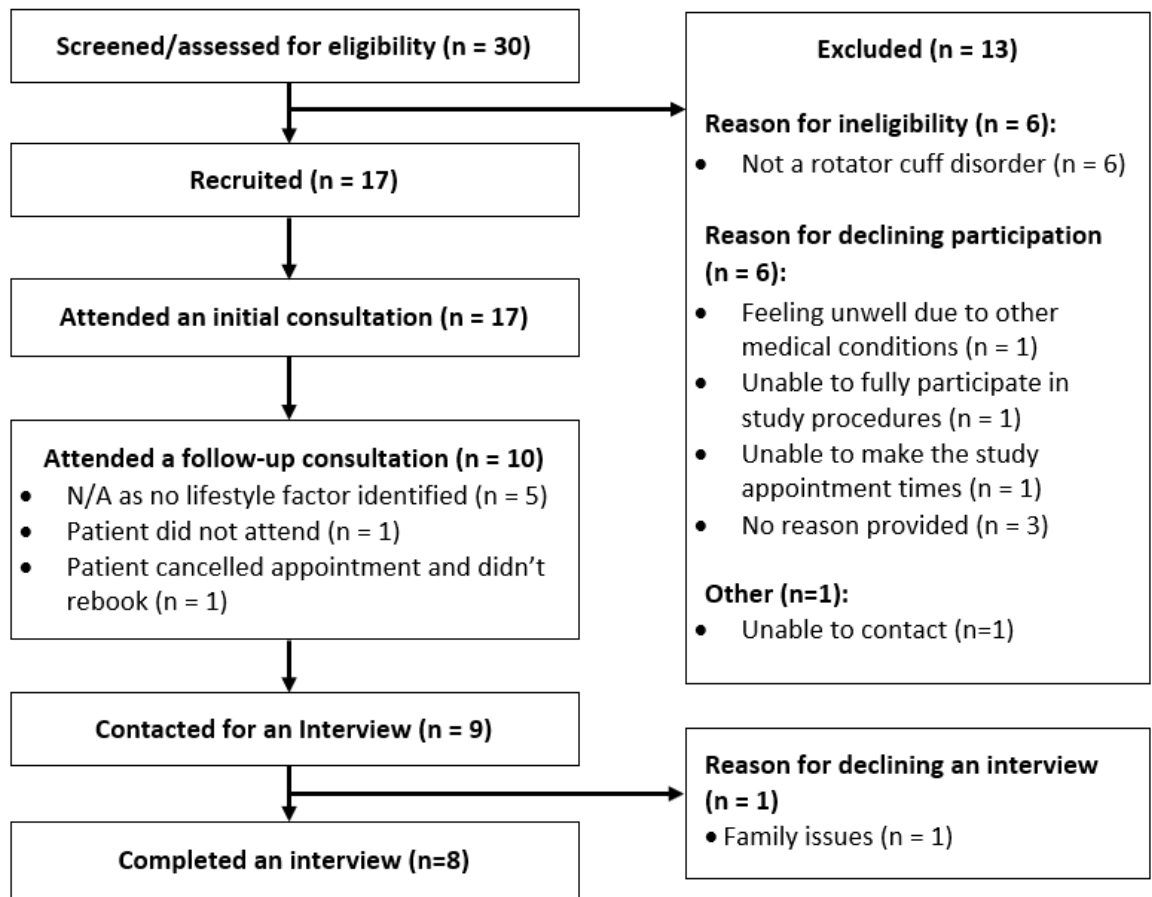 Screened/assessed for eligibility (n = 30)
Excluded (n = 13)
Reason for ineligibility (n = 6):
• Not a rotator cuff disorder (n = 6)
Reason for declining participation
(n = 6):
• Feeling unwell due to other
medical conditions (n = 1)
• Unable to fully participate in
study procedures (n = 1)
• Unable to make the study
appointment times (n = 1)
• No reason provided (n = 3)
Other (n=1):
• Unable to contact (n=1)
Recruited (n = 17)
Attended an initial consultation (n = 17)
Attended a follow-up consultation (n = 10)
• N/A as no lifestyle factor identified (n = 5)
• Patient did not attend (n = 1)
• Patient cancelled appointment and didn’t
rebook (n = 1)
Contacted for an Interview (n = 9)
Reason for declining an interview
(n = 1)
• Family issues (n = 1)
Completed an interview (n=8)